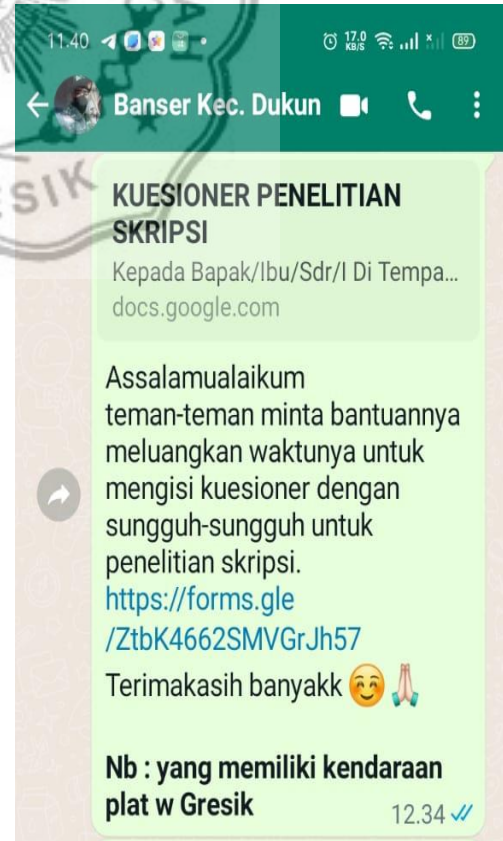 11.40
17.0 KB/S
89
Banser Kec. Dukun
ESIK
KUESIONER PENELITIAN
SKRIPSI
Kepada Bapak/Ibu/Sdr/I Di Tempa...
docs.google.com
Assalamualaikum
teman-teman minta bantuannya
meluangkan waktunya untuk
mengisi kuesioner dengan
sungguh-sungguh untuk
penelitian skripsi.
https://forms.gle
/ZtbK4662SMVGrJh57
Terimakasih banyakk ☺️🙏🏻
Nb : yang memiliki kendaraan
plat w Gresik
12.34